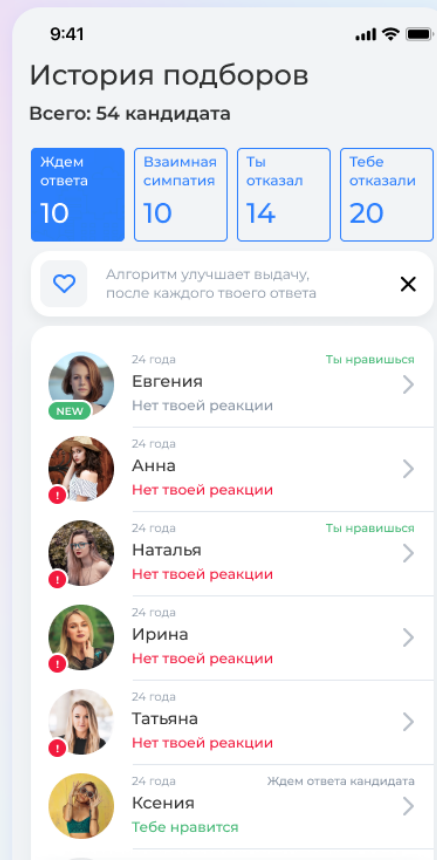 9:41
История подборов
Всего: 54 кандидата
Ждем
ответа
10
Взаимная
симпатия
10
Ты
отказал
14
Тебе
отказали
20
Алгоритм улучшает выдачу,
после каждого твоего ответа
24 года
Ты нравишься
Евгения
Нет твоей реакции
NEW
24 года
Анна
Нет твоей реакции
!
24 года
Ты нравишься
Наталья
Нет твоей реакции
!
24 года
Ирина
Нет твоей реакции
!
24 года
Татьяна
Нет твоей реакции
!
24 года
Ждем ответа кандидата
Ксения
Тебе нравится